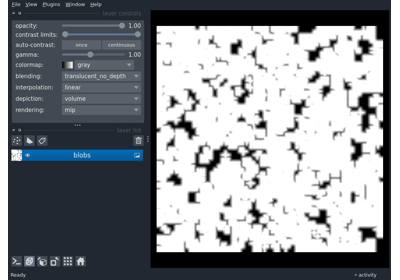 File View Plugins Window Help
layer controls
opacity: 1.00
contrast limits:
auto-contrast: once continuous
gamma: 1.00
colormap: gray
blending: translucent_no_depth
interpolation: linear
depiction: volume
rendering: mip
layer list
blobs
Ready activity